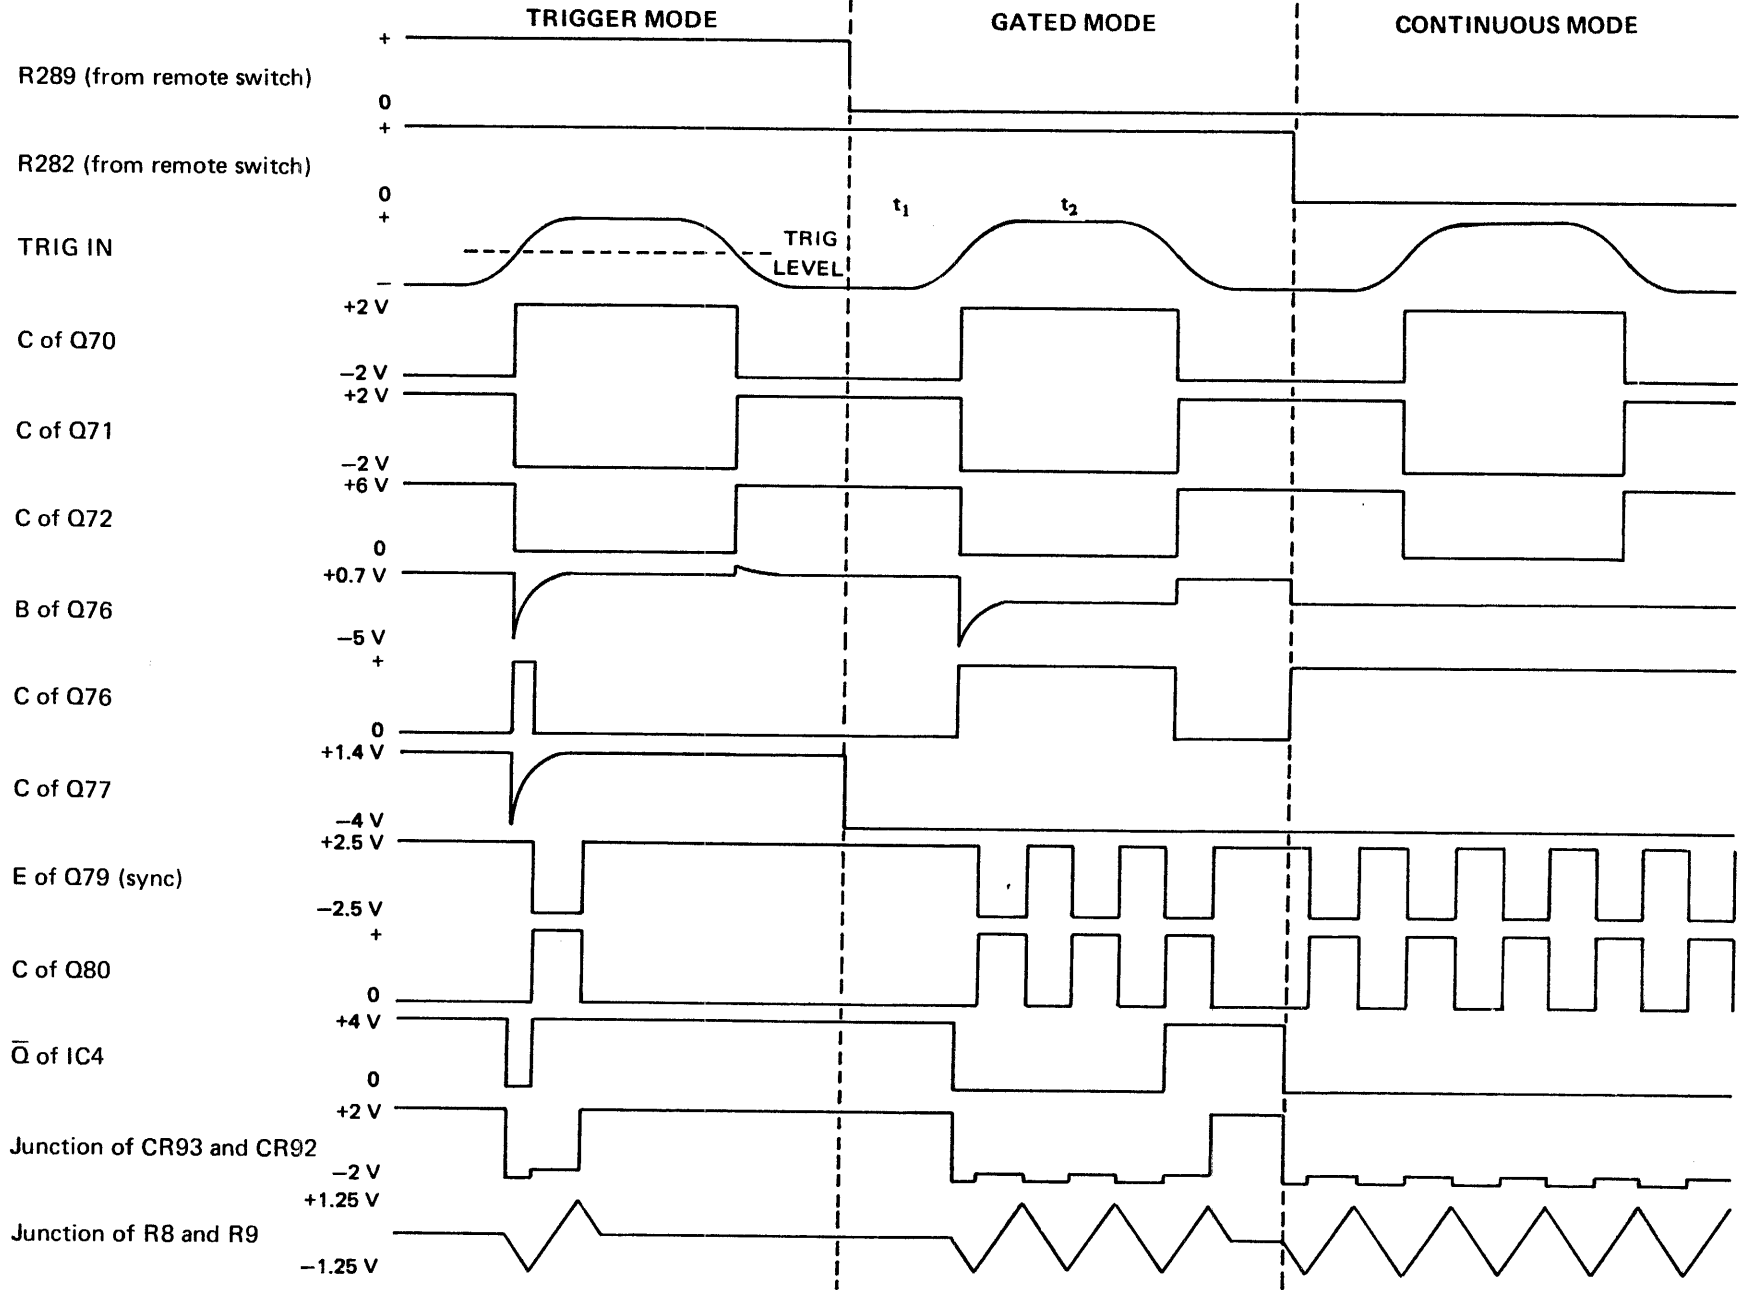 TRIGGER MODE
GATED MODE
CONTINUOUS MODE
+
R289 (from remote switch)
0
+
R282 (from remote switch)
0
+
t1
t2
TRIG IN
TRIG
LEVEL
−
+2 V
C of Q70
−2 V
+2 V
C of Q71
−2 V
+6 V
C of Q72
0
+0.7 V
B of Q76
−5 V
+
C of Q76
0
+1.4 V
C of Q77
−4 V
+2.5 V
E of Q79 (sync)
−2.5 V
+
C of Q80
0
+4 V
Q̅ of IC4
0
+2 V
Junction of CR93 and CR92
−2 V
+1.25 V
Junction of R8 and R9
−1.25 V